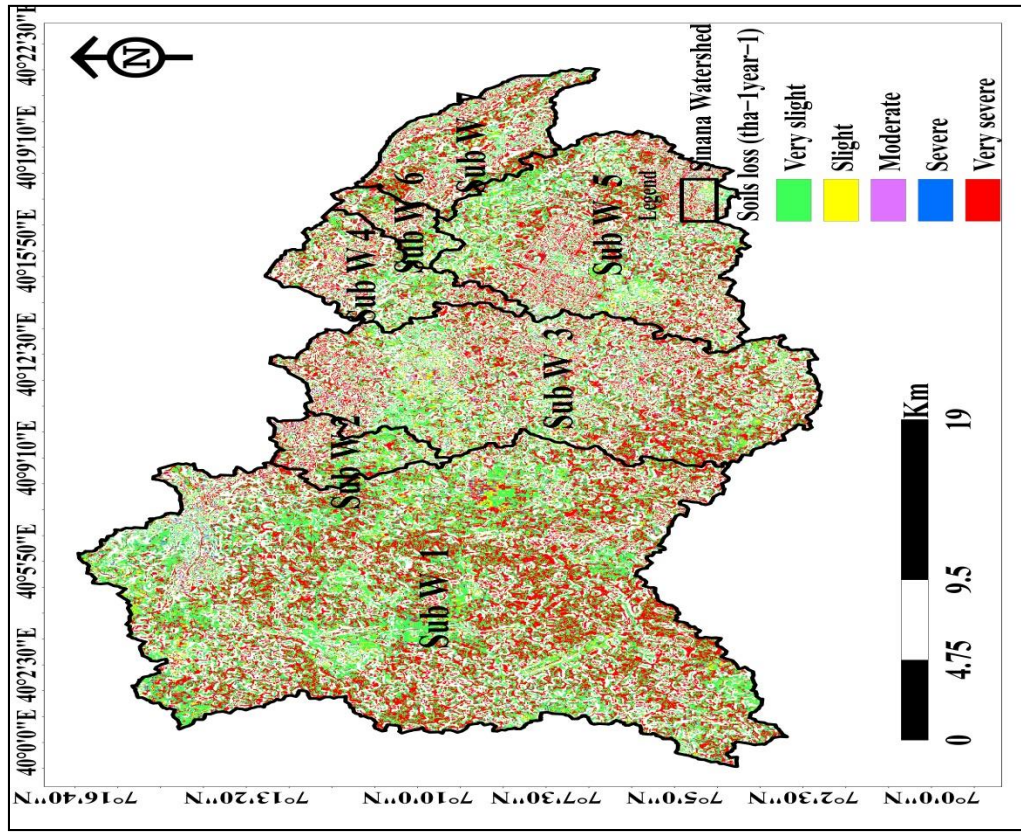 40°0'0"E 40°2'30"E 40°5'50"E 40°9'10"E 40°12'30"E 40°15'50"E 40°19'10"E 40°22'30"E
N
7°16'40"N
7°13'20"N
7°10'0"N
7°7'30"N
7°5'0"N
7°2'30"N
7°0'0"N
Sub W 1
Sub W 2
Sub W 3
Sub W 4
Sub W 5
Sub W 6
Sub W 7
Legend
Sinana Watershed
Soils loss (tha-1year-1)
Very slight
Slight
Moderate
Severe
Very severe
Km
0 4.75 9.5 19